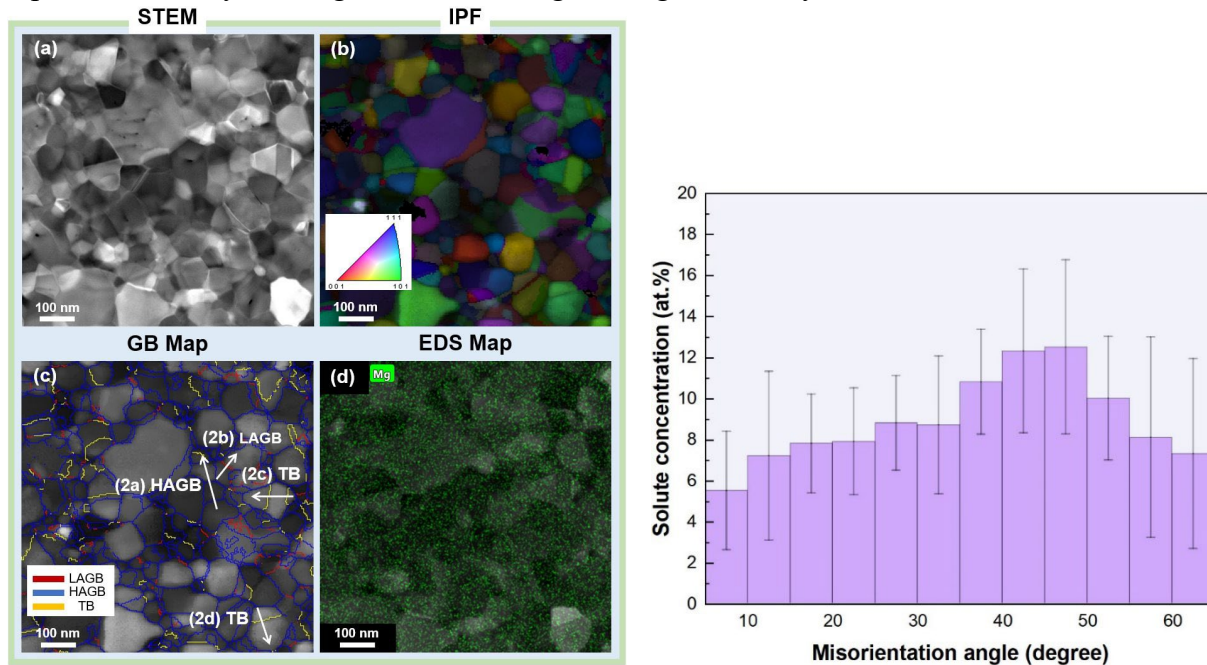 STEM
IPF
(a)
(b)
111
001
101
100 nm
100 nm
GB Map
EDS Map
(c)
(d)
Mg
(2b) LAGB
(2c) TB
(2a) HAGB
LAGB
HAGB
TB
(2d) TB
100 nm
100 nm
Solute concentration (at.%)
20
18
16
14
12
10
8
6
4
2
0
10
20
30
40
50
60
Misorientation angle (degree)